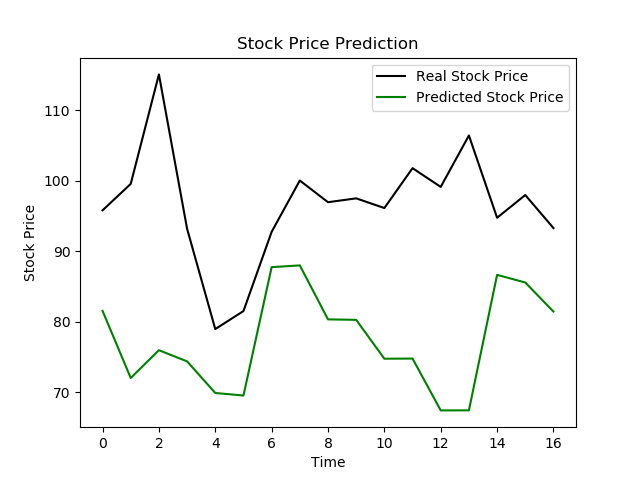 Stock Price Prediction
Real Stock Price
Predicted Stock Price
Stock Price
110
100
90
80
70
0 2 4 6 8 10 12 14 16
Time